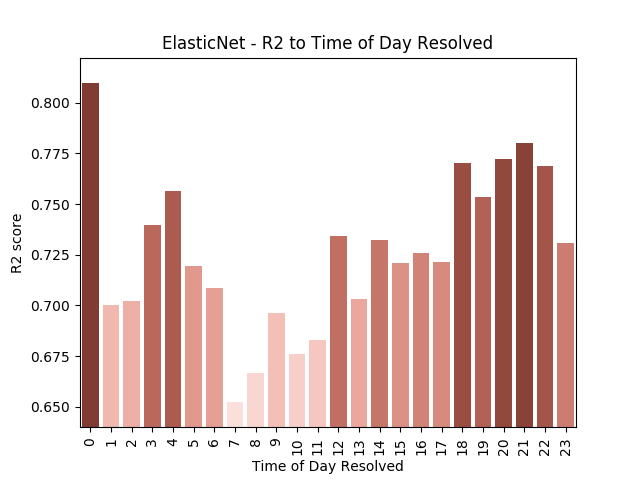 ElasticNet - R2 to Time of Day Resolved
R2 score
0.800
0.775
0.750
0.725
0.700
0.675
0.650
0 1 2 3 4 5 6 7 8 9 10 11 12 13 14 15 16 17 18 19 20 21 22 23
Time of Day Resolved